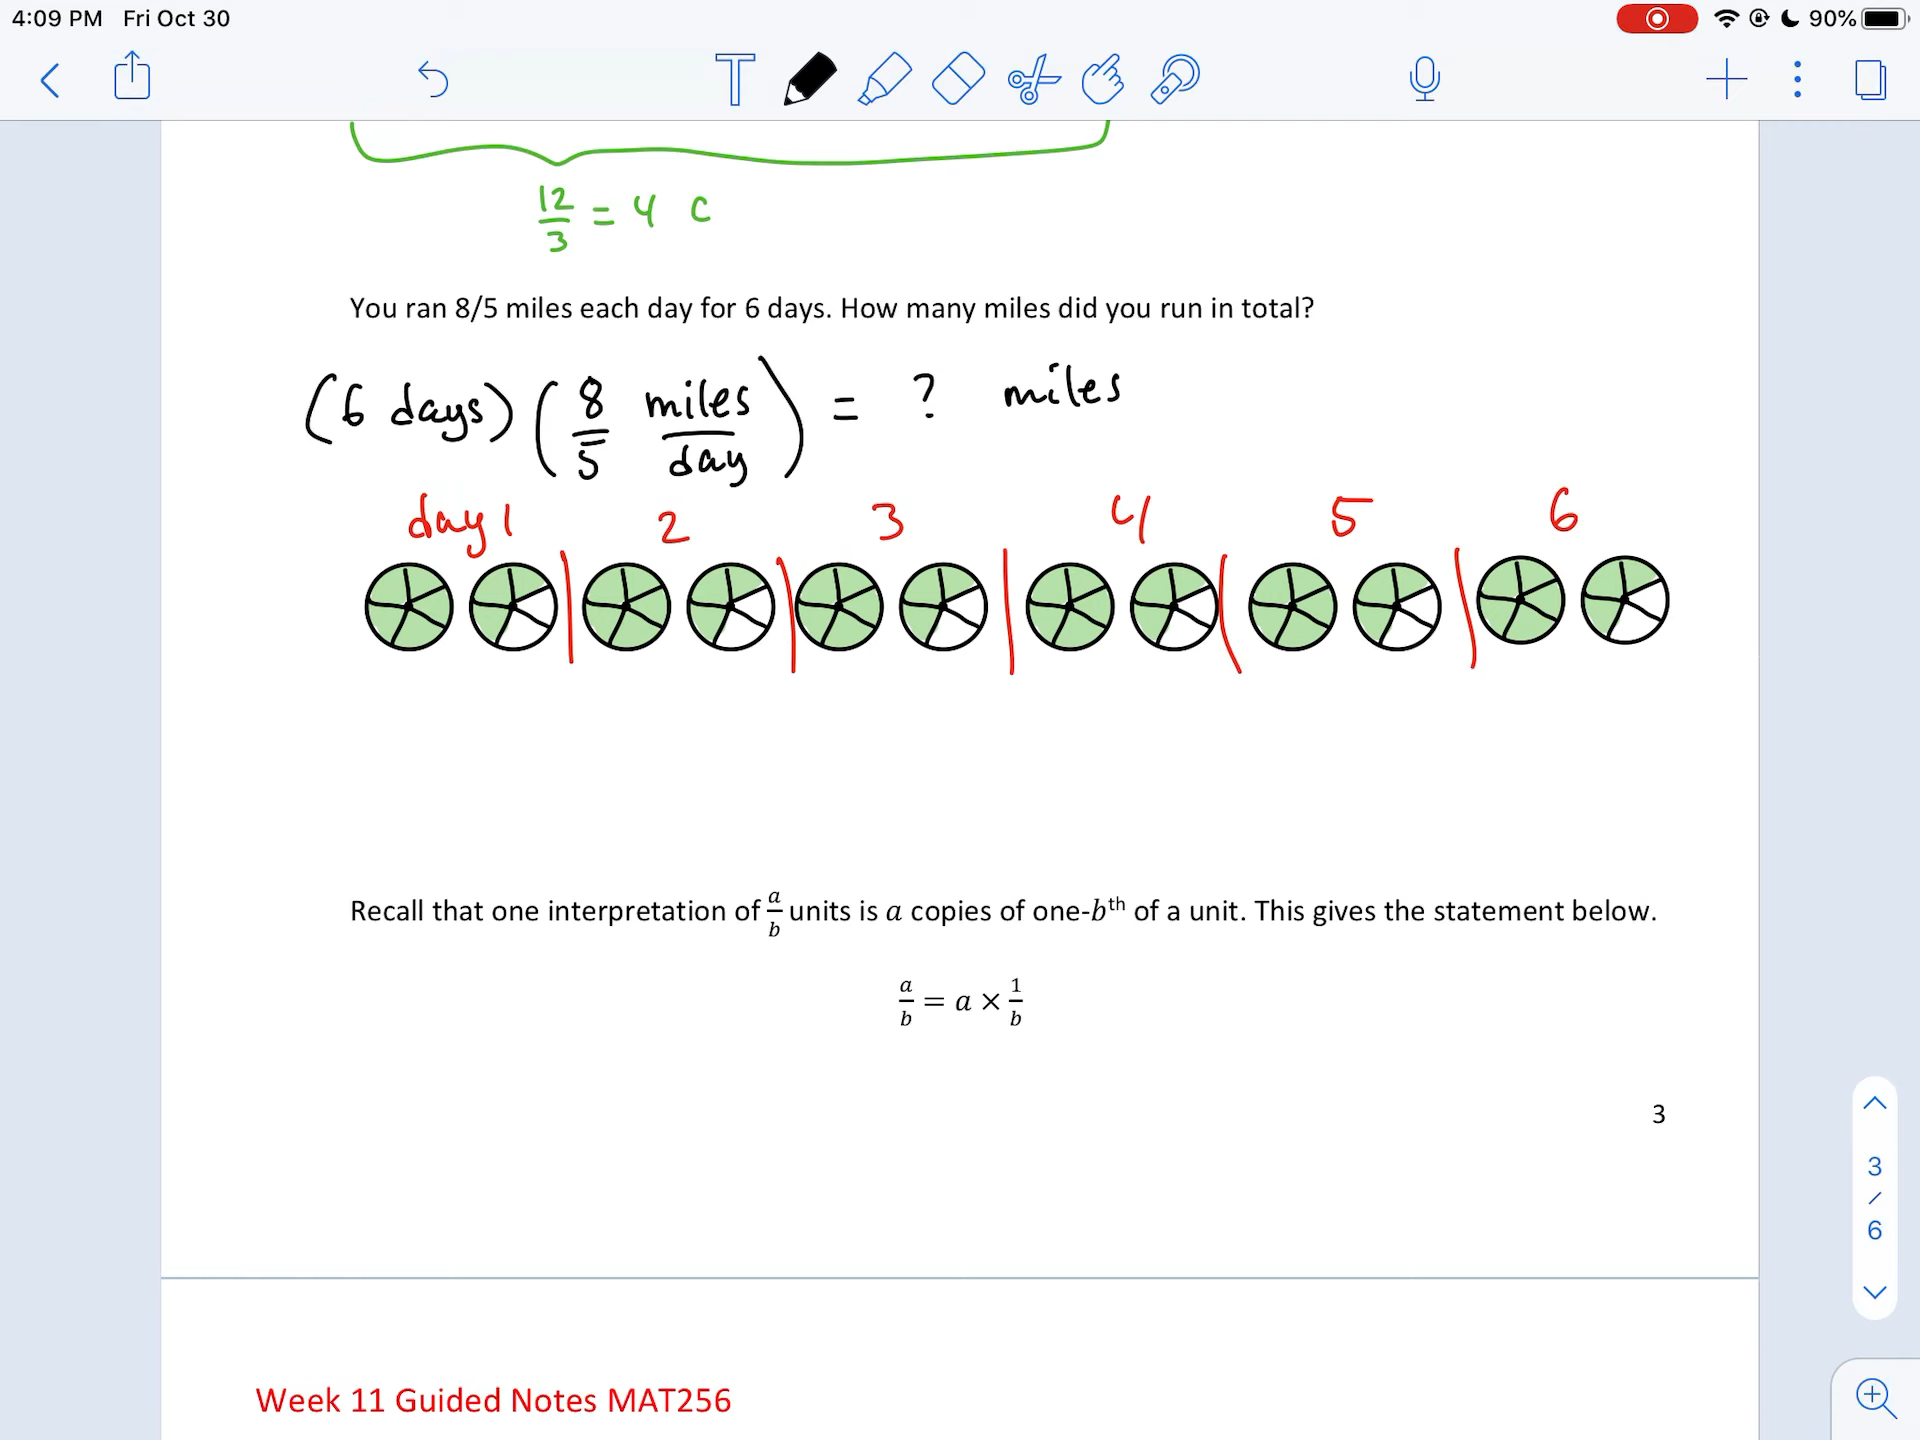 4:09 PM Fri Oct 30 90%
T
12/3 = 4 c
You ran 8/5 miles each day for 6 days. How many miles did you run in total?
(6 days) (8/5 miles/day) = ? miles
day 1 2 3 4 5 6
Recall that one interpretation of a/b units is a copies of one-bth of a unit. This gives the statement below.
a/b = a × 1/b
3
3 / 6
Week 11 Guided Notes MAT256